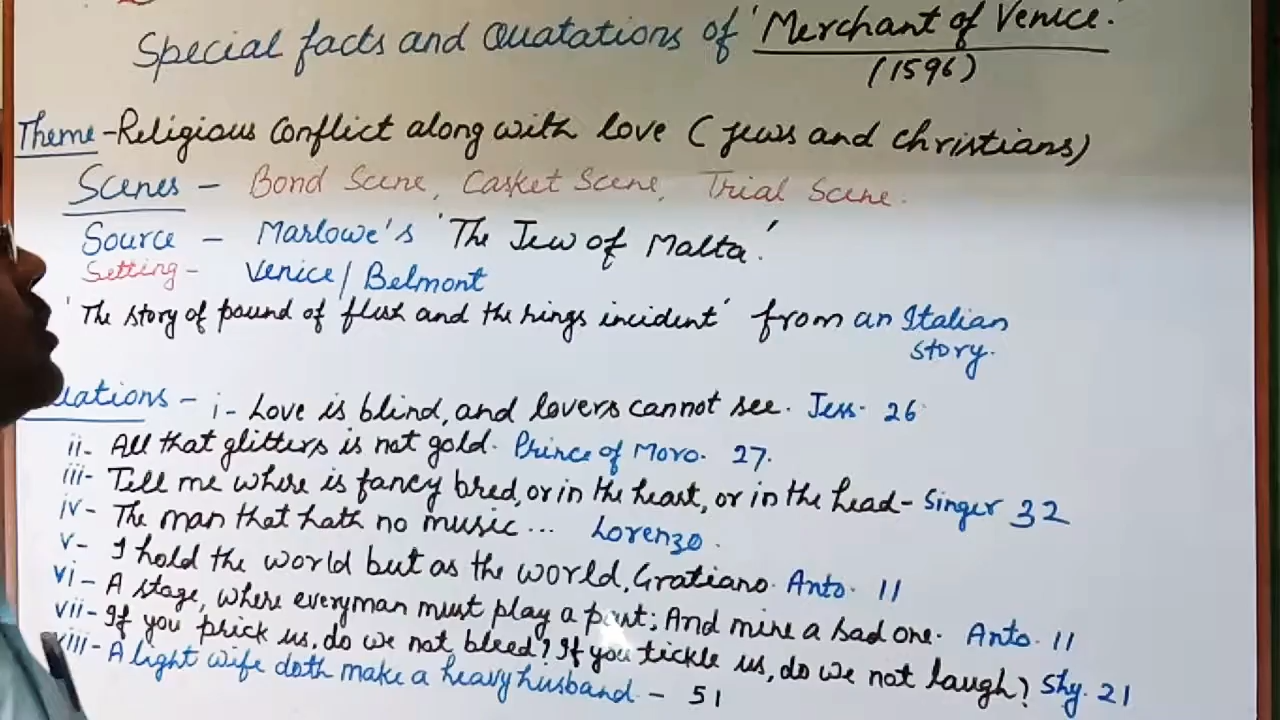 Special facts and Quatations of 'Merchant of Venice.'
(1596)
Theme - Religious Conflict along with love (Jews and Christians)
Scenes - Bond Scene, Casket Scene, Trial Scene.
Source - Marlowe's 'The Jew of Malta.'
Setting - Venice/Belmont
'The story of pound of flesh and the rings incident' from an Italian
story.
uations - i- Love is blind, and lovers cannot see. Jess. 26
ii- All that glitters is not gold. Prince of Moro. 27.
iii- Tell me where is fancy bred, or in the heart, or in the head - Singer 32
iv- The man that hath no music ... Lorenzo.
v- I hold the world but as the world, Gratiano. Anto. 11
vi- A stage, where everyman must play a part; And mine a sad one. Anto. 11
vii- If you prick us, do we not bleed? If you tickle us, do we not laugh? Shy. 21
viii- A light wife doth make a heavy husband - 51